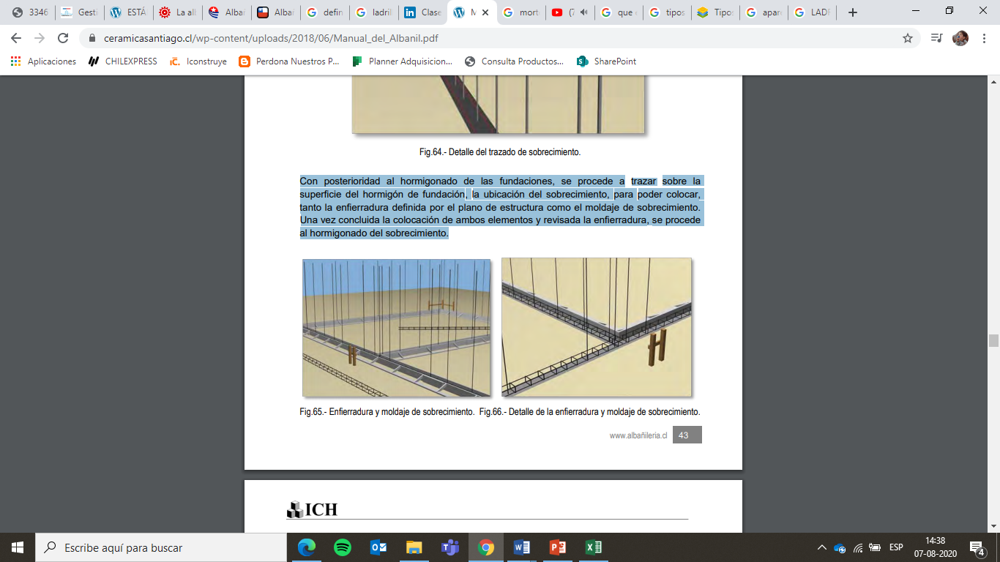 3346
Gesti
ESTÁ
La all
Albañ
Albañ
defin
ladrill
Clase
M
mort
(7
que
tipos
Tipo
apar
LADR
ceramicasantiago.cl/wp-content/uploads/2018/06/Manual_del_Albanil.pdf
Aplicaciones
CHILEXPRESS
Iconstruye
Perdona Nuestros P...
Planner Adquisicion...
Consulta Productos...
SharePoint
Fig.64.- Detalle del trazado de sobrecimiento.
Con posterioridad al hormigonado de las fundaciones, se procede a trazar sobre la
superficie del hormigón de fundación, la ubicación del sobrecimiento, para poder colocar,
tanto la enfierradura definida por el plano de estructura como el moldaje de sobrecimiento.
Una vez concluida la colocación de ambos elementos y revisada la enfierradura, se procede
al hormigonado del sobrecimiento.
Fig.65.- Enfierradura y moldaje de sobrecimiento. Fig.66.- Detalle de la enfierradura y moldaje de sobrecimiento.
www.albañileria.cl 43
ICH
Escribe aquí para buscar
ESP
14:38
07-08-2020
4